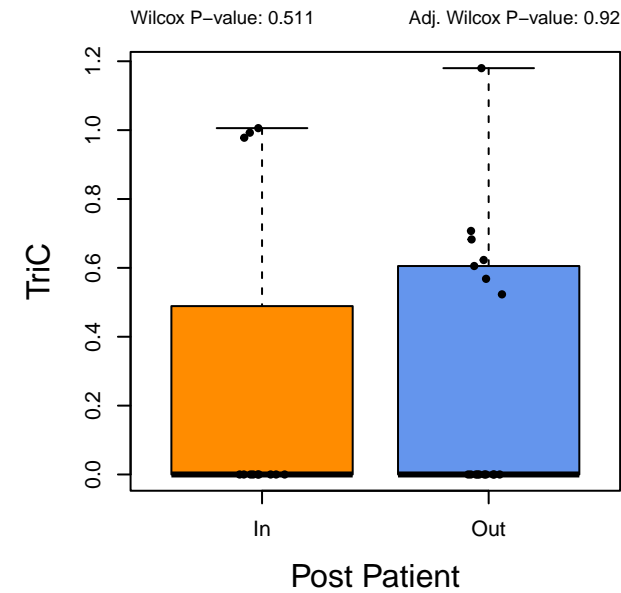 Wilcox P−value: 0.511 Adj. Wilcox P−value: 0.92
1.2
1.0
0.8
0.6
0.4
0.2
0.0
TriC
In Out
Post Patient